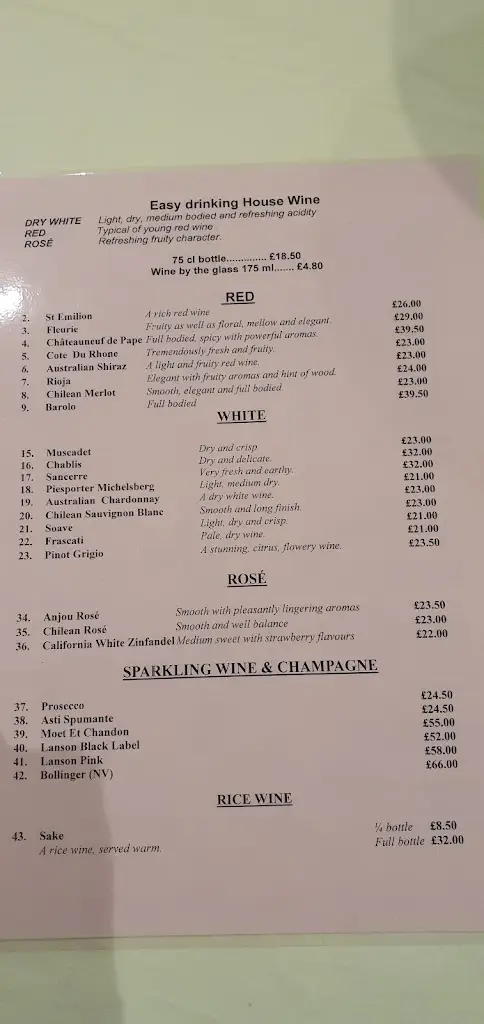 Easy drinking House Wine
DRY WHITE Light, dry, medium bodied and refreshing acidity
RED Typical of young red wine
ROSÉ Refreshing fruity character.
75 cl bottle.............. £18.50
Wine by the glass 175 ml....... £4.80
RED
2. St Emilion A rich red wine £26.00
3. Fleurie Fruity as well as floral, mellow and elegant. £29.00
4. Châteauneuf de Pape Full bodied, spicy with powerful aromas. £39.50
5. Cote Du Rhone Tremendously fresh and fruity. £23.00
6. Australian Shiraz A light and fruity red wine. £23.00
7. Rioja Elegant with fruity aromas and hint of wood. £24.00
8. Chilean Merlot Smooth, elegant and full bodied. £23.00
9. Barolo Full bodied £39.50
WHITE
15. Muscadet Dry and crisp £23.00
16. Chablis Dry and delicate. £32.00
17. Sancerre Very fresh and earthy. £32.00
18. Piesporter Michelsberg Light, medium dry. £21.00
19. Australian Chardonnay A dry white wine. £23.00
20. Chilean Sauvignon Blanc Smooth and long finish. £23.00
21. Soave Light, dry and crisp. £21.00
22. Frascati Pale, dry wine. £21.00
23. Pinot Grigio A stunning, citrus, flowery wine. £23.50
ROSÉ
34. Anjou Rosé Smooth with pleasantly lingering aromas £23.50
35. Chilean Rosé Smooth and well balance £23.00
36. California White Zinfandel Medium sweet with strawberry flavours £22.00
SPARKLING WINE & CHAMPAGNE
37. Prosecco £24.50
38. Asti Spumante £24.50
39. Moet Et Chandon £55.00
40. Lanson Black Label £52.00
41. Lanson Pink £58.00
42. Bollinger (NV) £66.00
RICE WINE
43. Sake ¼ bottle £8.50
A rice wine, served warm. Full bottle £32.00